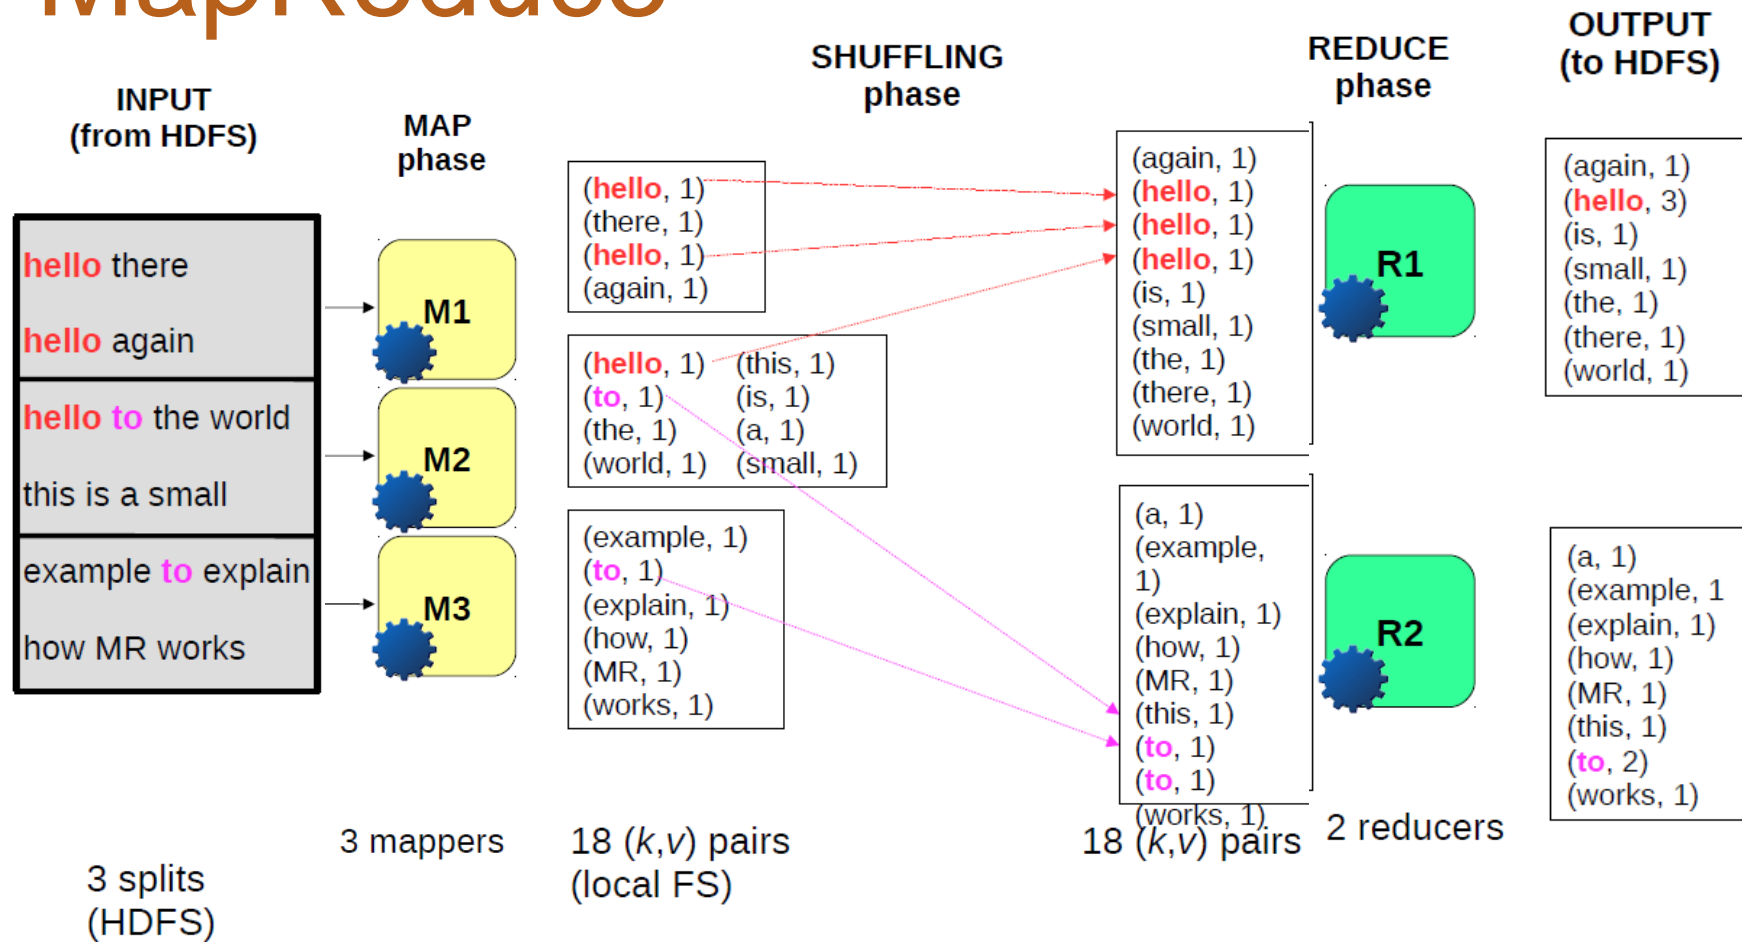 MapReduce
INPUT
(from HDFS)
hello there
hello again
hello to the world
this is a small
example to explain
how MR works
3 splits
(HDFS)
MAP
phase
M1
M2
M3
3 mappers
SHUFFLING
phase
(hello, 1)
(there, 1)
(hello, 1)
(again, 1)
(hello, 1) (this, 1)
(to, 1) (is, 1)
(the, 1) (a, 1)
(world, 1) (small, 1)
(example, 1)
(to, 1)
(explain, 1)
(how, 1)
(MR, 1)
(works, 1)
18 (k,v) pairs
(local FS)
(again, 1)
(hello, 1)
(hello, 1)
(hello, 1)
(is, 1)
(small, 1)
(the, 1)
(there, 1)
(world, 1)
(a, 1)
(example,
1)
(explain, 1)
(how, 1)
(MR, 1)
(this, 1)
(to, 1)
(to, 1)
(works, 1)
18 (k,v) pairs
REDUCE
phase
R1
R2
2 reducers
OUTPUT
(to HDFS)
(again, 1)
(hello, 3)
(is, 1)
(small, 1)
(the, 1)
(there, 1)
(world, 1)
(a, 1)
(example, 1
(explain, 1)
(how, 1)
(MR, 1)
(this, 1)
(to, 2)
(works, 1)